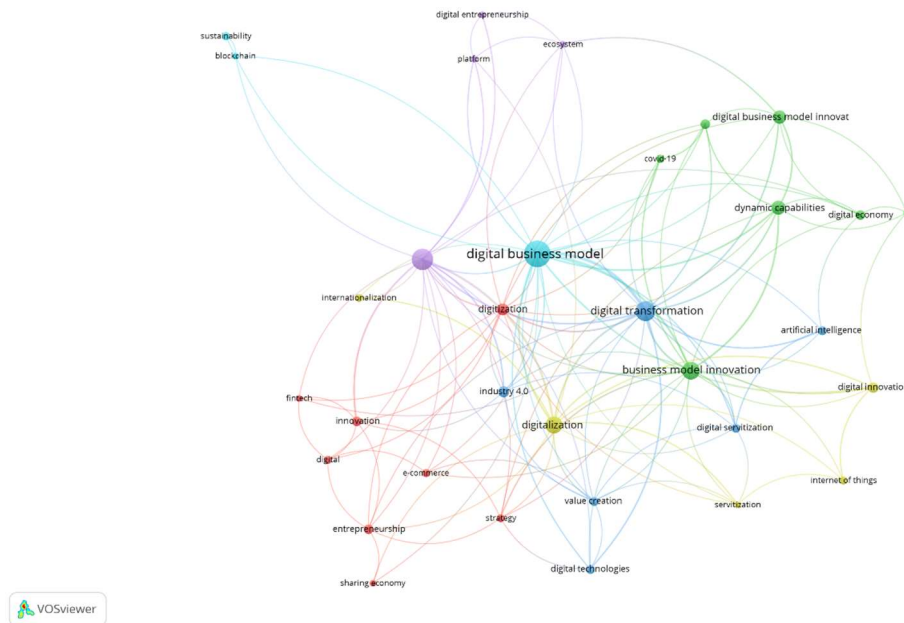 digital entrepreneurship
sustainability
ecosystem
blockchain
platform
digital business model innovat
covid-19
dynamic capabilities
digital economy
digital business model
internationalization
digitization
digital transformation
artificial intelligence
business model innovation
digital innovatio
industry 4.0
fintech
innovation
digitalization
digital servitization
digital
e-commerce
internet of things
value creation
servitization
strategy
entrepreneurship
digital technologies
sharing economy
VOSviewer